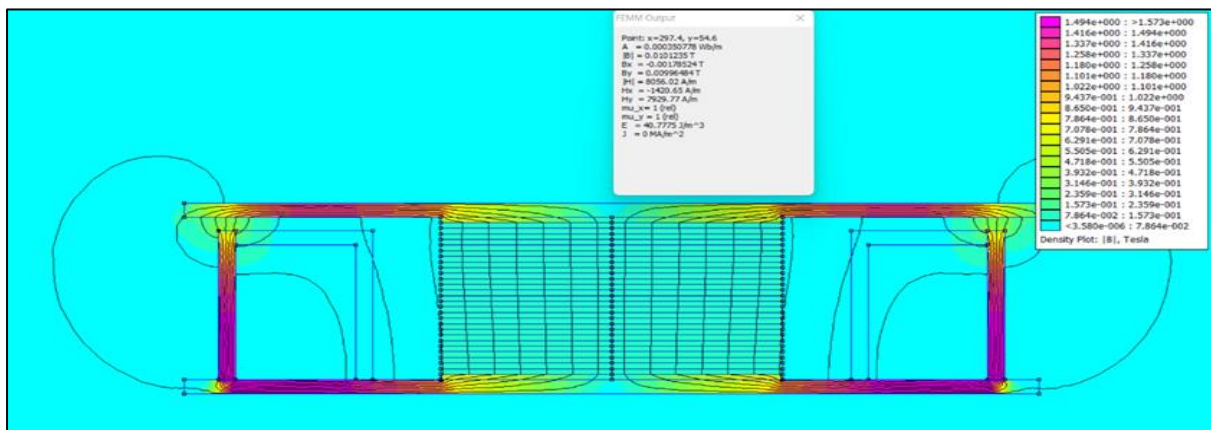 FEMM Output
Point: x=297.4, y=54.6
A = 0.000350778 Wb/m
|B| = 0.0101235 T
Bx = -0.00178524 T
By = 0.00996484 T
|H| = 8056.02 A/m
Hx = -1420.65 A/m
Hy = 7929.77 A/m
mu_x= 1 (rel)
mu_y = 1 (rel)
E = 40.7775 J/m^3
J = 0 MA/m^2
1.494e+000 : >1.573e+000
1.416e+000 : 1.494e+000
1.337e+000 : 1.416e+000
1.258e+000 : 1.337e+000
1.180e+000 : 1.258e+000
1.101e+000 : 1.180e+000
1.022e+000 : 1.101e+000
9.437e-001 : 1.022e+000
8.650e-001 : 9.437e-001
7.864e-001 : 8.650e-001
7.078e-001 : 7.864e-001
6.291e-001 : 7.078e-001
5.505e-001 : 6.291e-001
4.718e-001 : 5.505e-001
3.932e-001 : 4.718e-001
3.146e-001 : 3.932e-001
2.359e-001 : 3.146e-001
1.573e-001 : 2.359e-001
7.864e-002 : 1.573e-001
<3.580e-006 : 7.864e-002
Density Plot: |B|, Tesla